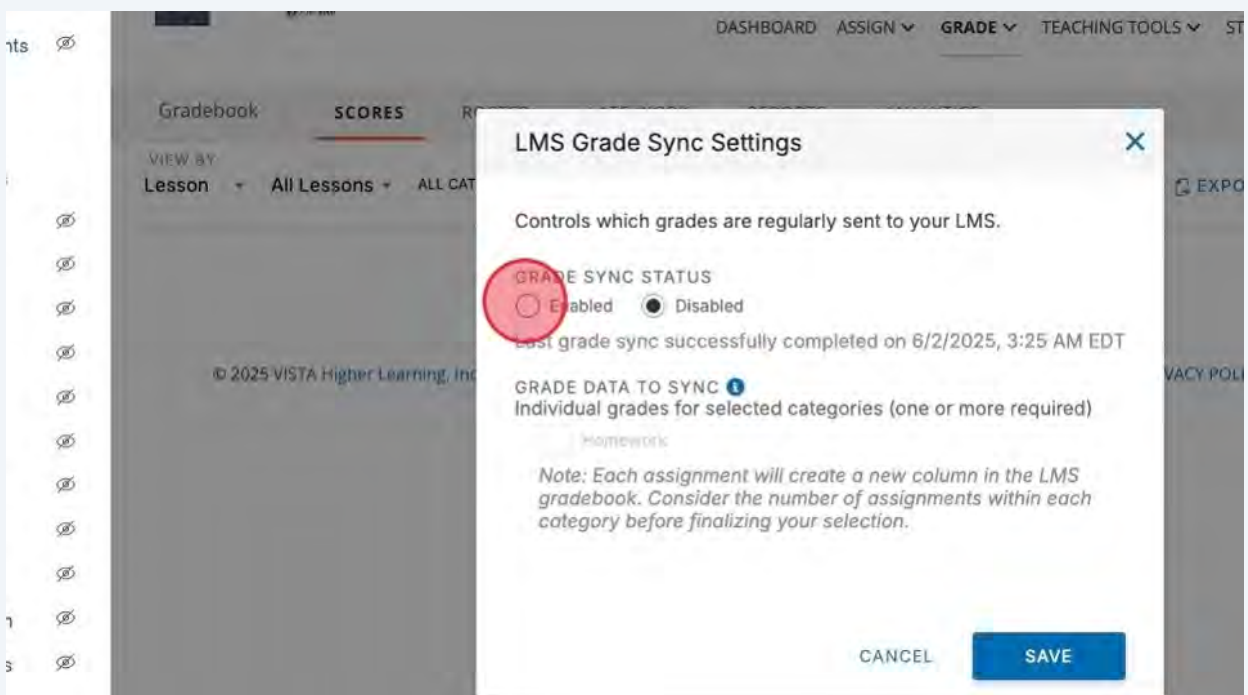 DASHBOARD ASSIGN GRADE TEACHING TOOLS
nts
Gradebook SCORES
VIEW BY
Lesson All Lessons ALL CAT
EXPO
LMS Grade Sync Settings
Controls which grades are regularly sent to your LMS.
GRADE SYNC STATUS
Enabled Disabled
Last grade sync successfully completed on 6/2/2025, 3:25 AM EDT
© 2025 VISTA Higher Learning, Inc
VACY POLI
GRADE DATA TO SYNC
Individual grades for selected categories (one or more required)
Homework
Note: Each assignment will create a new column in the LMS
gradebook. Consider the number of assignments within each
category before finalizing your selection.
CANCEL SAVE